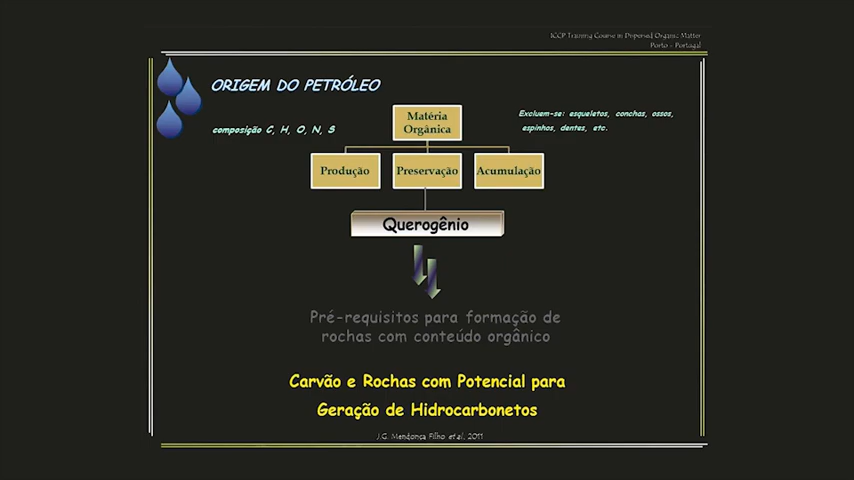 ICCP Training Course in Dispersed Organic Matter
Porto - Portugal
ORIGEM DO PETRÓLEO
composição C, H, O, N, S
Matéria
Orgânica
Excluem-se: esqueletos, conchas, ossos,
espinhos, dentes, etc.
Produção
Preservação
Acumulação
Querogênio
Pré-requisitos para formação de
rochas com conteúdo orgânico
Carvão e Rochas com Potencial para
Geração de Hidrocarbonetos
J.G. Mendonça Filho et al., 2011